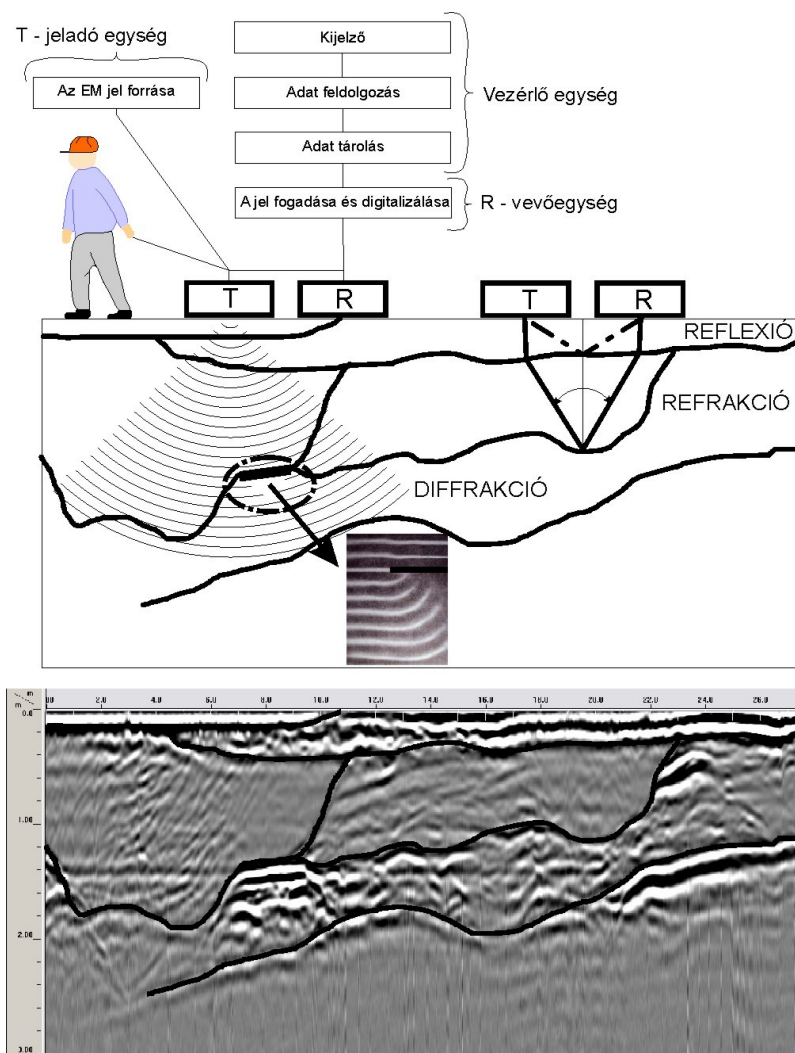 T - jeladó egység
Az EM jel forrása
Kijelző
Adat feldolgozás
Adat tárolás
Vezérlő egység
A jel fogadása és digitalizálása
R - vevőegység
T
R
T
R
REFLEXIÓ
REFRAKCIÓ
DIFFRAKCIÓ
m
.00 2.0 4.0 6.0 8.0 10.0 12.0 14.0 16.0 18.0 20.0 22.0 24.0 26.0
m
0.0
1.00
2.00
3.00